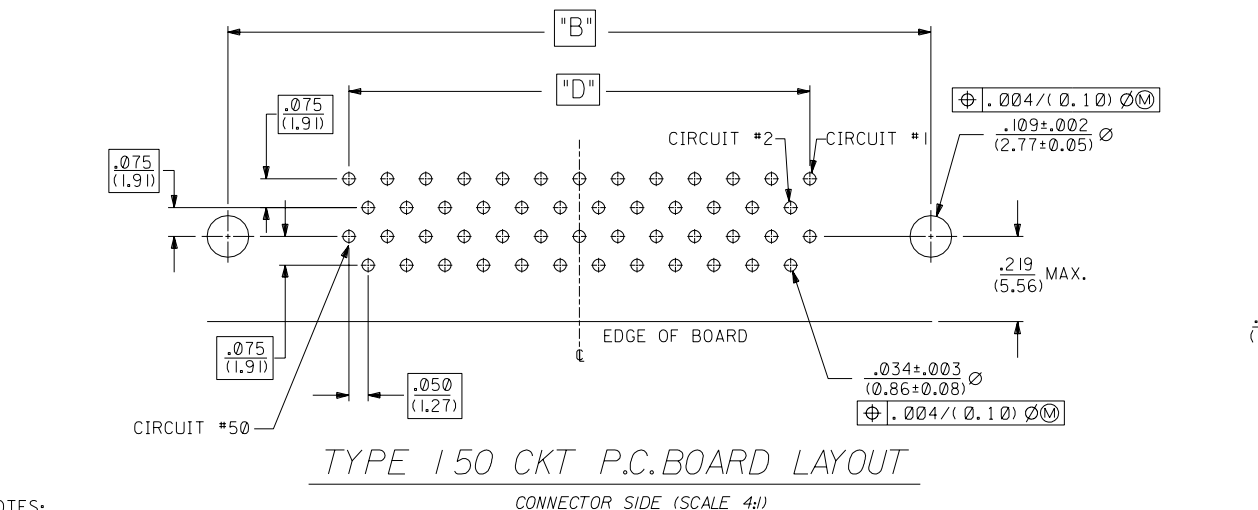 "B"
"D"
.075
(1.91)
⌖ .004/(0.10) Ø Ⓜ
.109±.002 Ø
(2.77±0.05)
CIRCUIT #2
CIRCUIT #1
.075
(1.91)
.219 MAX.
(5.56)
EDGE OF BOARD
.075
(1.91)
.050
(1.27)
.034±.003 Ø
(0.86±0.08)
⌖ .004/(0.10) Ø Ⓜ
CIRCUIT #50
TYPE I 50 CKT P.C.BOARD LAYOUT
CONNECTOR SIDE (SCALE 4:1)